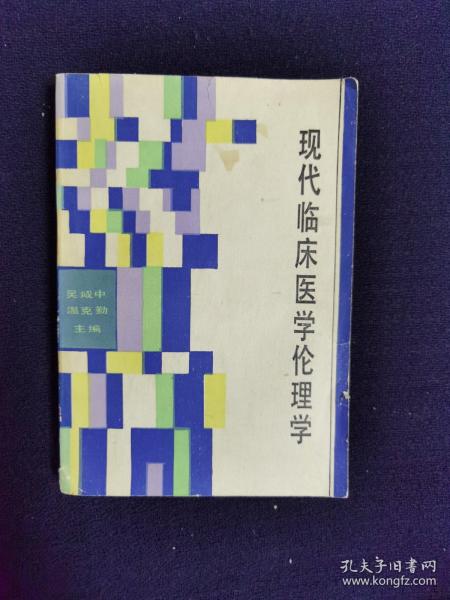 现代临床医学伦理学
吴咸中
温克勤
主编
孔夫子旧书网
www.kongfz.com